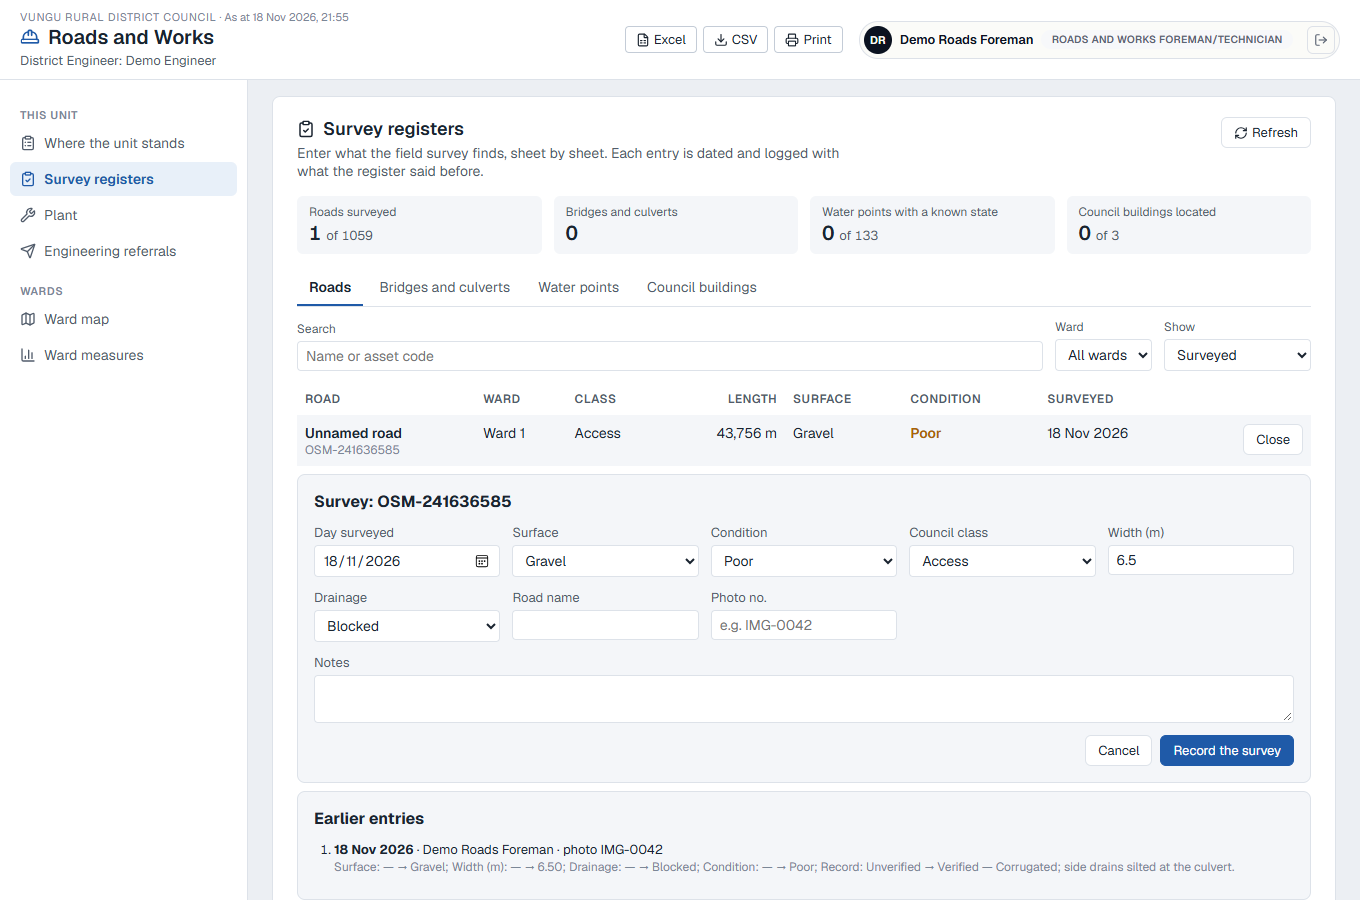 VUNGU RURAL DISTRICT COUNCIL · As at 18 Nov 2026, 21:55
Roads and Works
District Engineer: Demo Engineer
Excel
CSV
Print
DR
Demo Roads Foreman
ROADS AND WORKS FOREMAN/TECHNICIAN
THIS UNIT
Where the unit stands
Survey registers
Plant
Engineering referrals
WARDS
Ward map
Ward measures
Survey registers
Enter what the field survey finds, sheet by sheet. Each entry is dated and logged with
what the register said before.
Refresh
Roads surveyed
1 of 1059
Bridges and culverts
0
Water points with a known state
0 of 133
Council buildings located
0 of 3
Roads
Bridges and culverts
Water points
Council buildings
Search
Name or asset code
Ward
All wards
Show
Surveyed
ROAD WARD CLASS LENGTH SURFACE CONDITION SURVEYED
Unnamed road Ward 1 Access 43,756 m Gravel Poor 18 Nov 2026
OSM-241636585
Close
Survey: OSM-241636585
Day surveyed
18/11/2026
Surface
Gravel
Condition
Poor
Council class
Access
Width (m)
6.5
Drainage
Blocked
Road name
Photo no.
e.g. IMG-0042
Notes
Cancel
Record the survey
Earlier entries
1. 18 Nov 2026 · Demo Roads Foreman · photo IMG-0042
Surface: — → Gravel; Width (m): — → 6.50; Drainage: — → Blocked; Condition: — → Poor; Record: Unverified → Verified — Corrugated; side drains silted at the culvert.